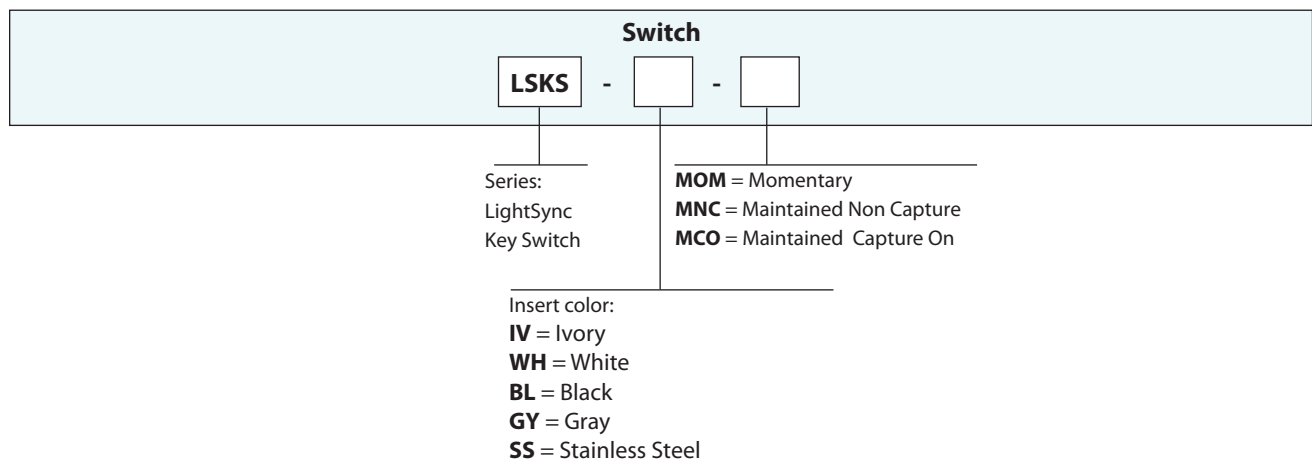 Switch
LSKS - -
Series:
LightSync
Key Switch
MOM = Momentary
MNC = Maintained Non Capture
MCO = Maintained Capture On
Insert color:
IV = Ivory
WH = White
BL = Black
GY = Gray
SS = Stainless Steel